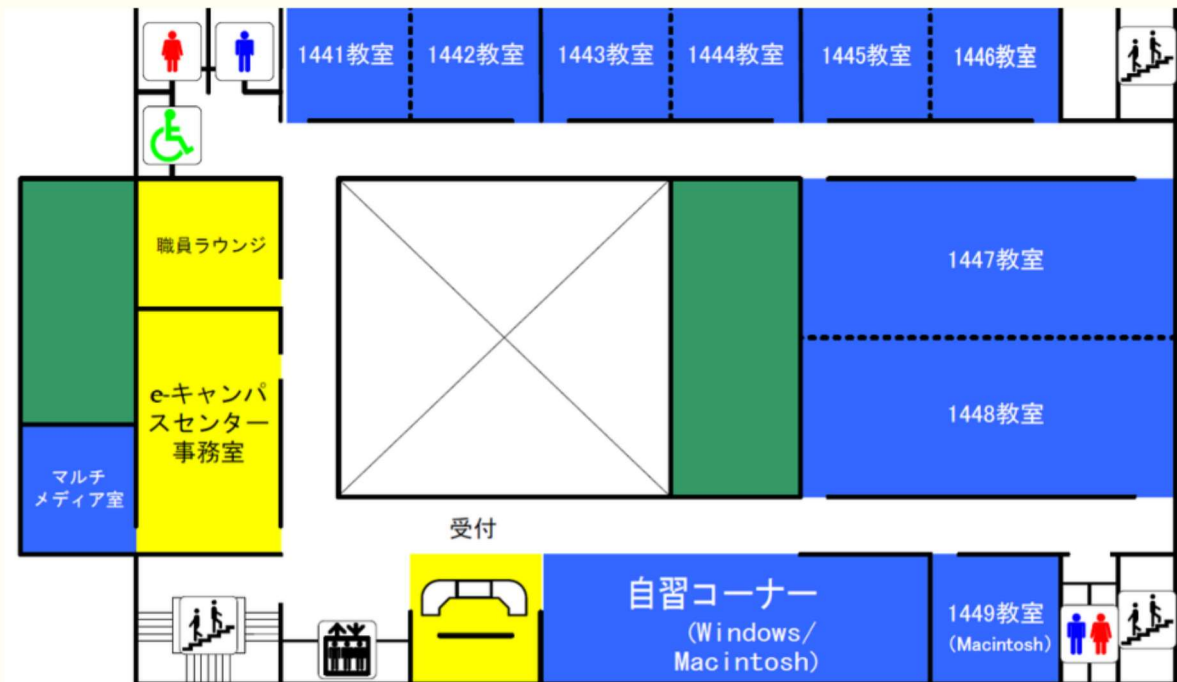 1441教室
1442教室
1443教室
1444教室
1445教室
1446教室
職員ラウンジ
1447教室
e-キャンパ
スセンター
事務室
1448教室
マルチ
メディア室
受付
自習コーナー
(Windows/
Macintosh)
1449教室
(Macintosh)